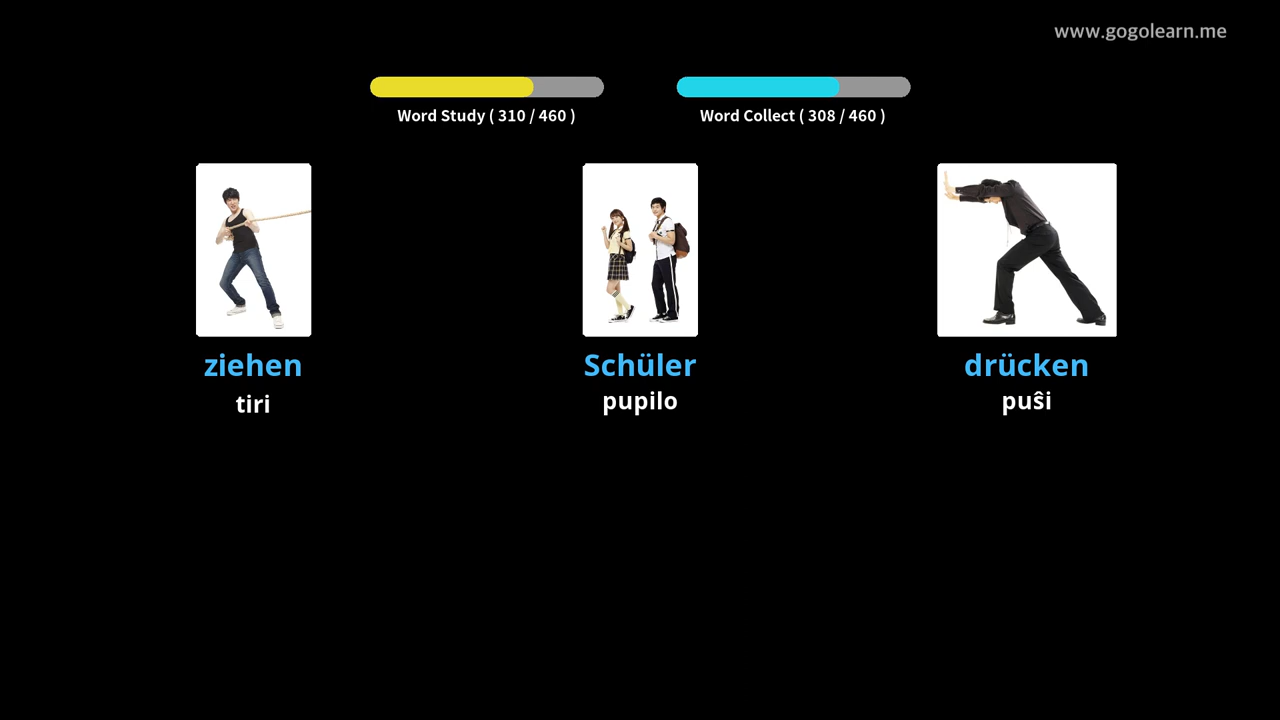 www.gogolearn.me
Word Study ( 310 / 460 )
Word Collect ( 308 / 460 )
ziehen
tiri
Schüler
pupilo
drücken
puŝi